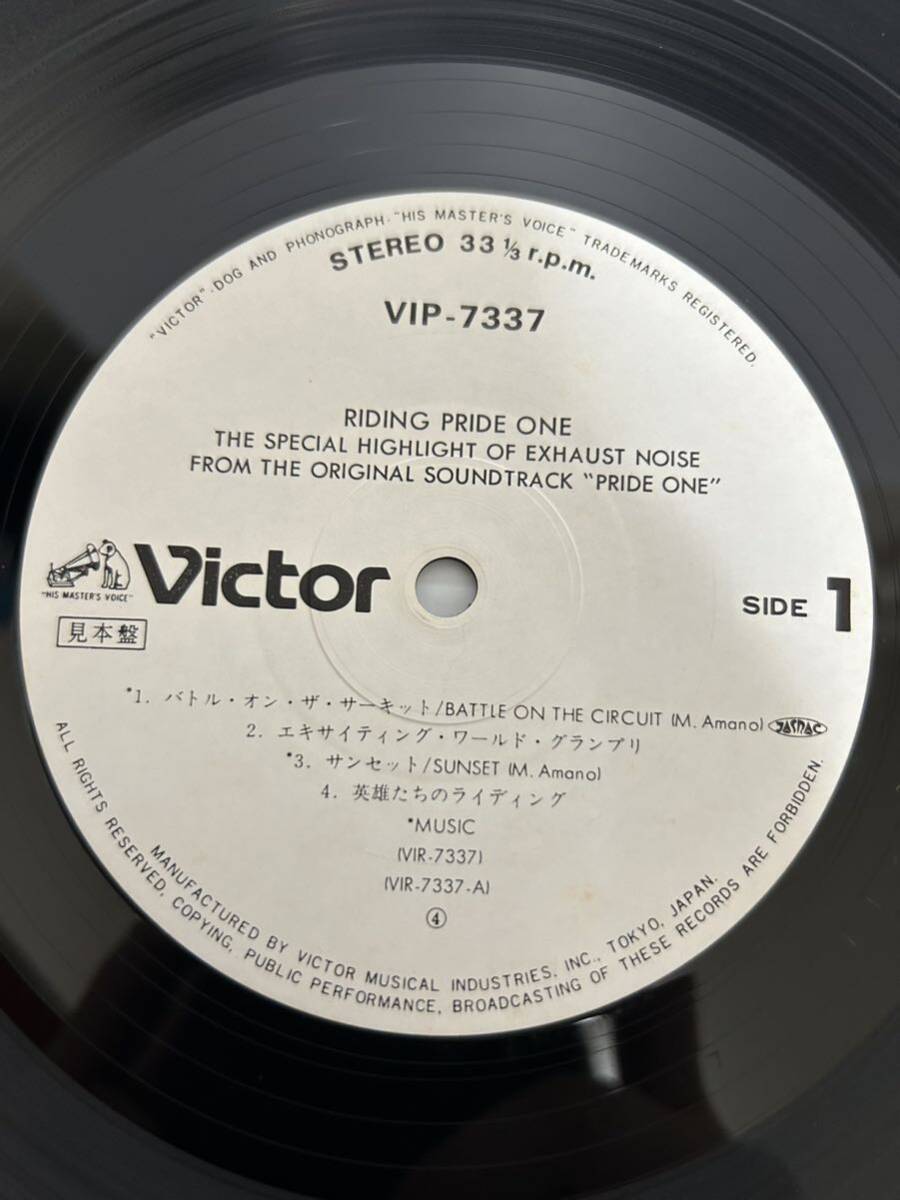 "VICTOR"·DOG AND PHONOGRAPH·"HIS MASTER'S VOICE" TRADEMARKS REGISTERED.
STEREO 33 1/3 r.p.m.
VIP-7337
RIDING PRIDE ONE
THE SPECIAL HIGHLIGHT OF EXHAUST NOISE
FROM THE ORIGINAL SOUNDTRACK "PRIDE ONE"
"HIS MASTER'S VOICE"
Victor
SIDE 1
見本盤
*1. バトル・オン・ザ・サーキット/BATTLE ON THE CIRCUIT (M. Amano) JASRAC
2. エキサイティング・ワールド・グランプリ
*3. サンセット/SUNSET (M. Amano)
4. 英雄たちのライディング
*MUSIC
(VIR-7337)
(VIR-7337-A)
④
MANUFACTURED BY VICTOR MUSICAL INDUSTRIES, INC., TOKYO, JAPAN.
ALL RIGHTS RESERVED, COPYING, PUBLIC PERFORMANCE, BROADCASTING OF THESE RECORDS ARE FORBIDDEN.